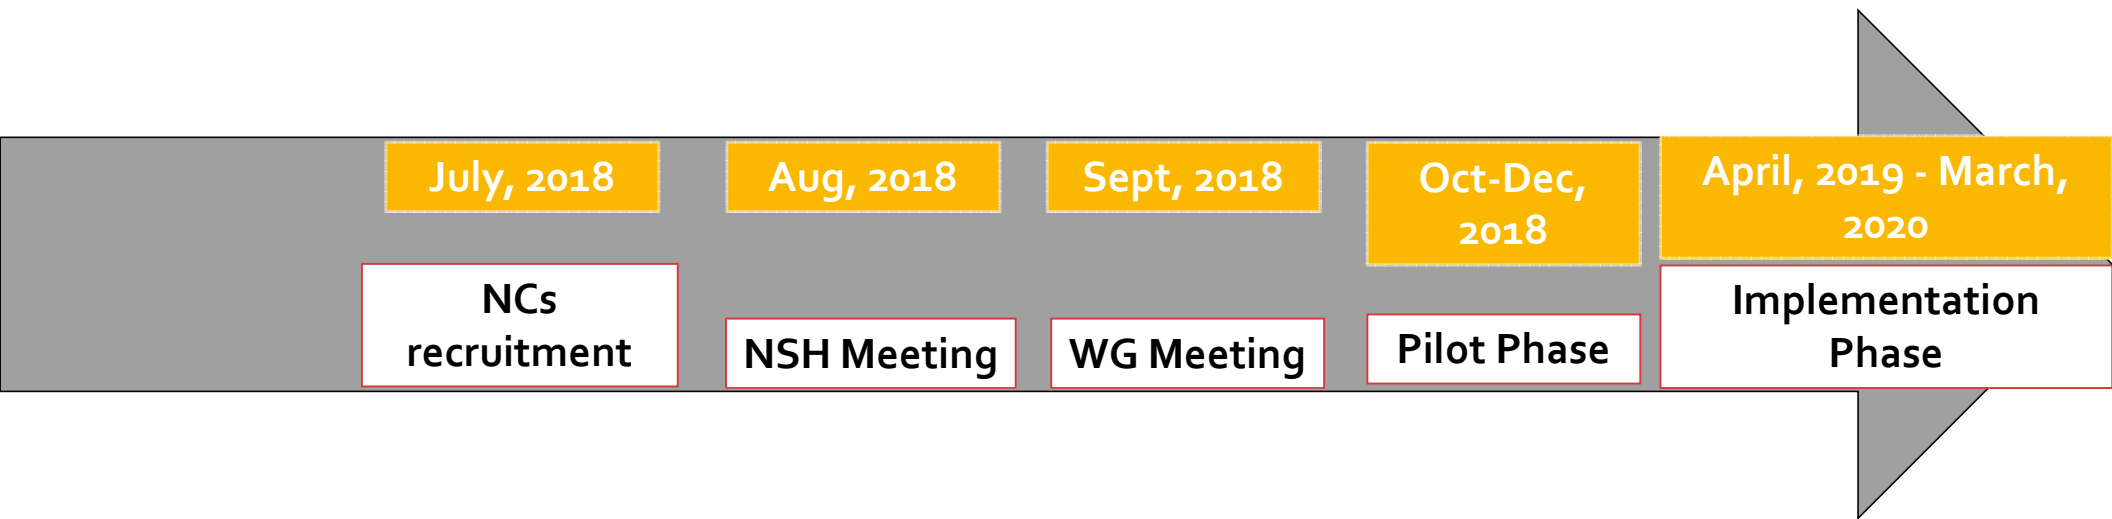 July, 2018
Aug, 2018
Sept, 2018
Oct-Dec,
2018
April, 2019 - March,
2020
NCs
recruitment
NSH Meeting
WG Meeting
Pilot Phase
Implementation
Phase